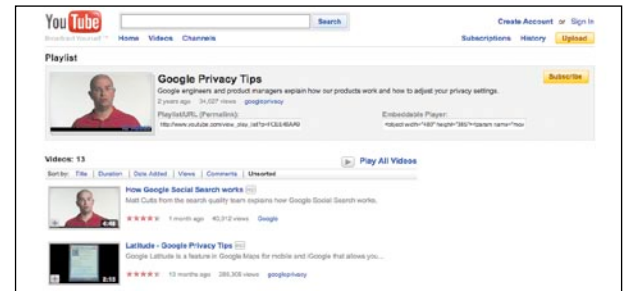 YouTube
Search
Create Account or Sign In
Broadcast Yourself™ Home Videos Channels
Subscriptions History Upload
Playlist
Google Privacy Tips
Subscribe
Google engineers and product managers explain how our products work and how to adjust your privacy settings.
2 years ago 34,027 views googleprivacy
Playlist/URL (Permalink):
Embeddable Player:
Videos: 13
Play All Videos
Sort by: Title | Duration | Date Added | Views | Comments | Unsorted
How Google Social Search works
Matt Cutts from the search quality team explains how Google Social Search works.
4:46
1 month ago 40,312 views Google
Latitude - Google Privacy Tips
Google Latitude is a feature in Google Maps for mobile and iGoogle that allows you...
10 months ago googleprivacy